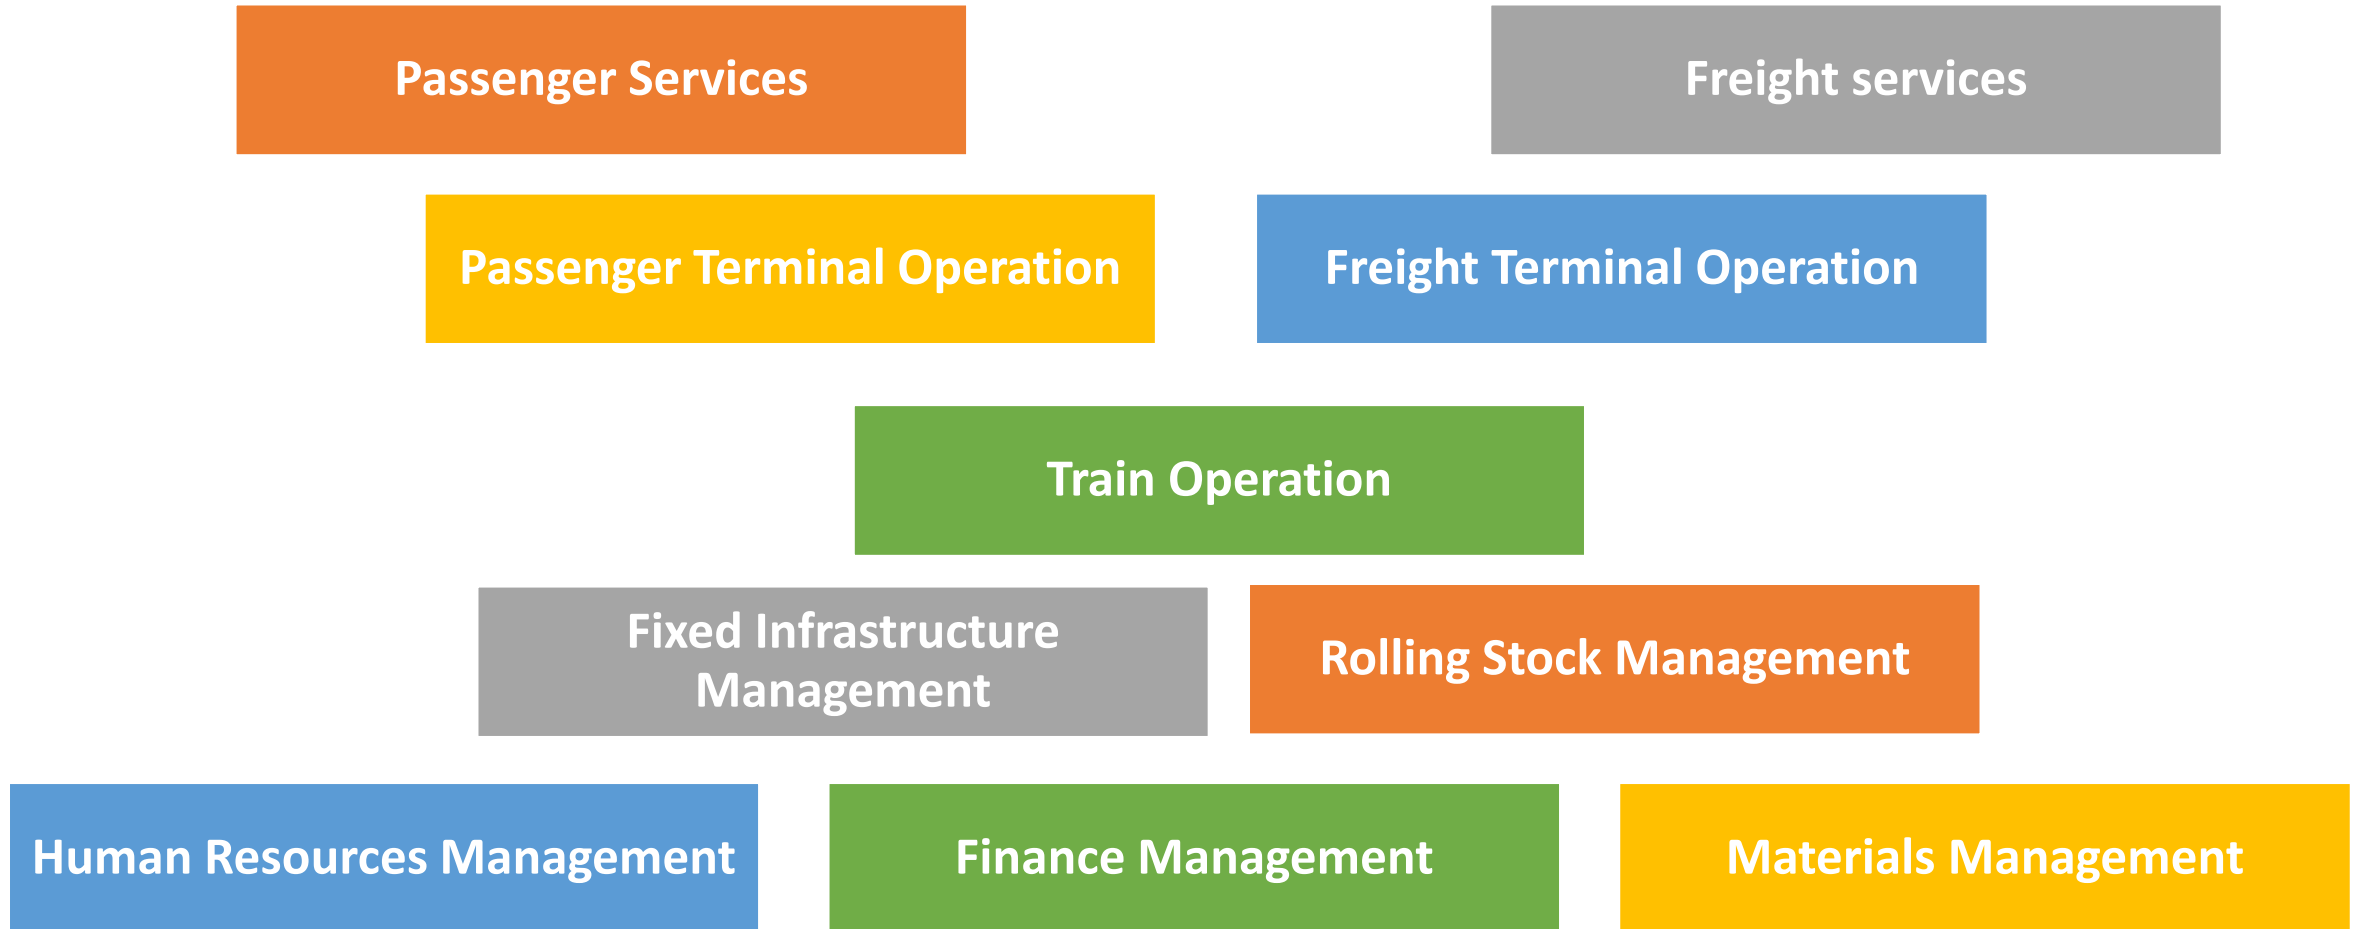 Passenger Services
Freight services
Passenger Terminal Operation
Freight Terminal Operation
Train Operation
Fixed Infrastructure
Management
Rolling Stock Management
Human Resources Management
Finance Management
Materials Management